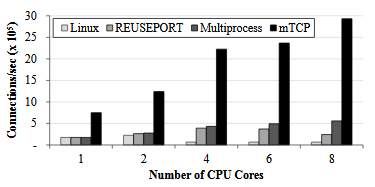 Connections/sec (x 10⁵)
30
25
20
15
10
5
-
Linux REUSEPORT Multiprocess mTCP
1 2 4 6 8
Number of CPU Cores